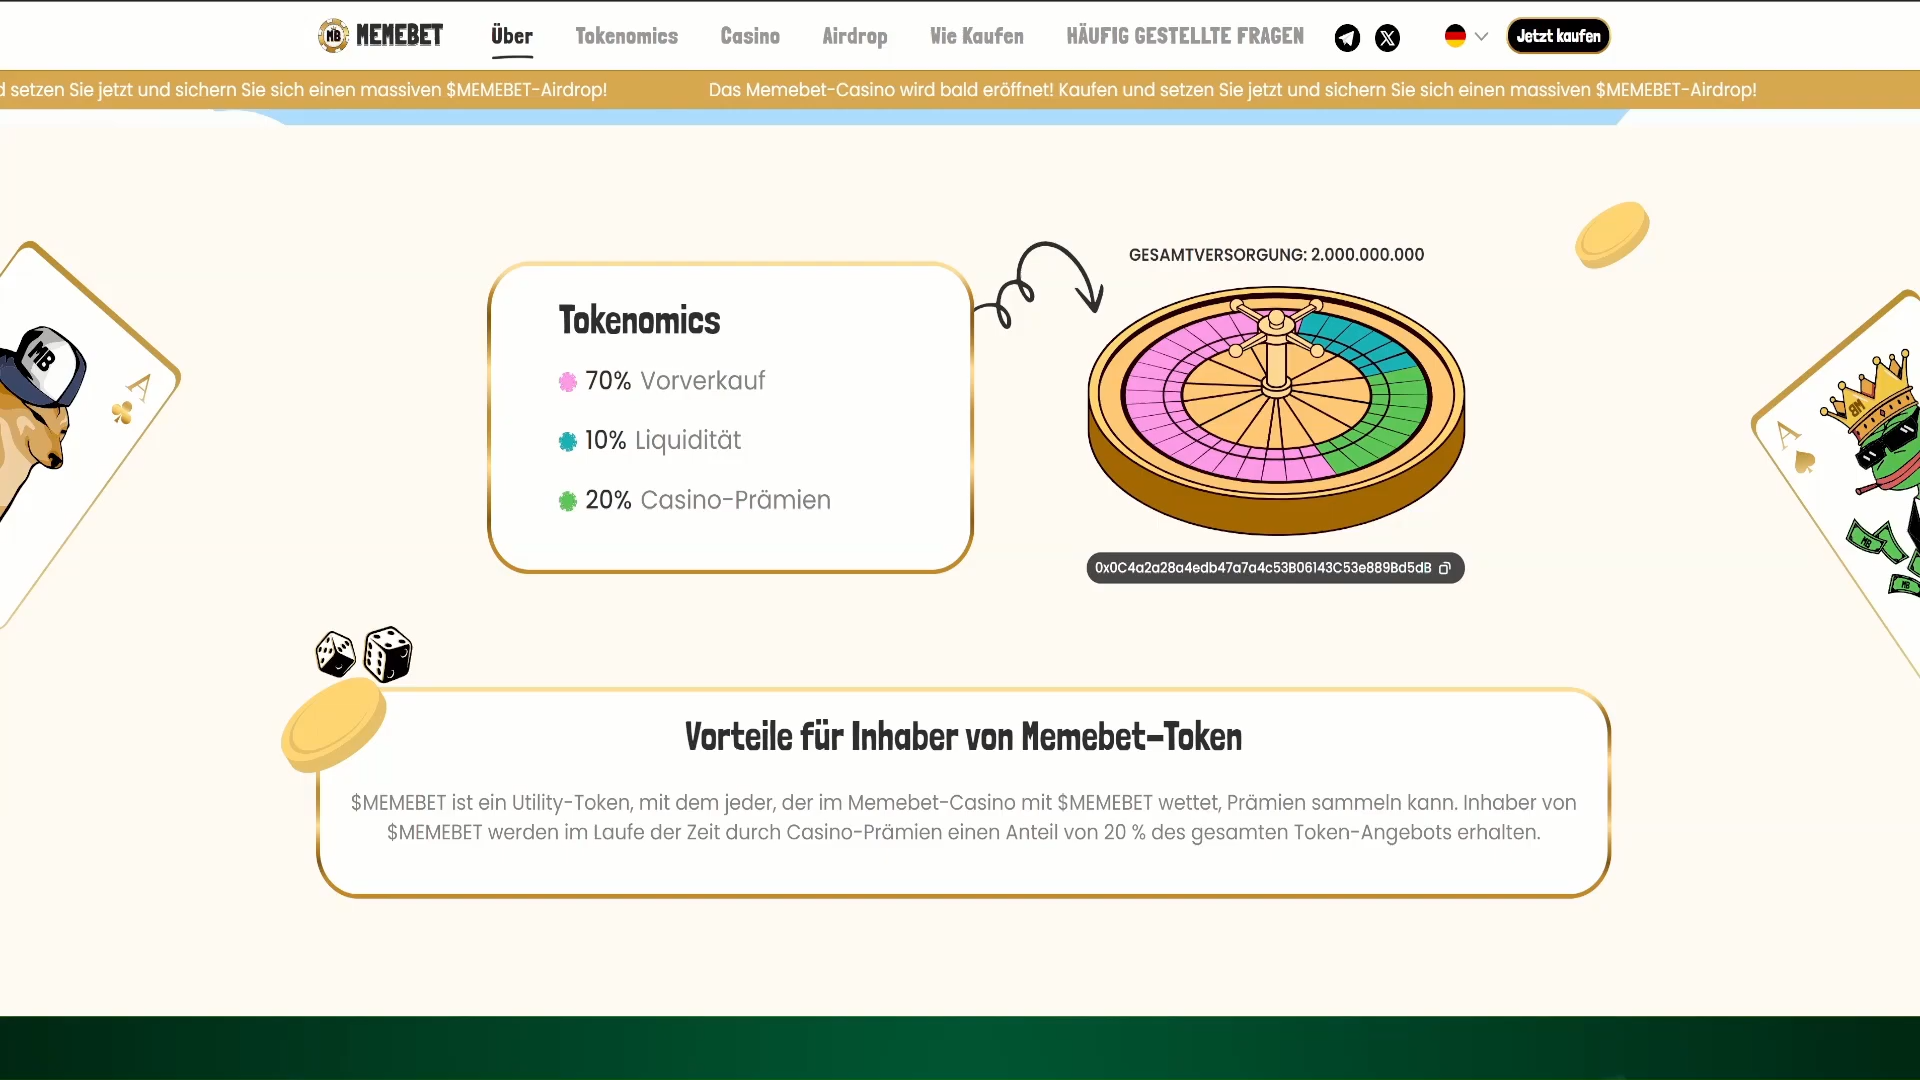 MB MEMEBET Über Tokenomics Casino Airdrop Wie Kaufen HÄUFIG GESTELLTE FRAGEN Jetzt kaufen
d setzen Sie jetzt und sichern Sie sich einen massiven $MEMEBET-Airdrop! Das Memebet-Casino wird bald eröffnet! Kaufen und setzen Sie jetzt und sichern Sie sich einen massiven $MEMEBET-Airdrop!
GESAMTVERSORGUNG: 2.000.000.000
Tokenomics
70% Vorverkauf
10% Liquidität
20% Casino-Prämien
MB
A
A
MB
MB
MB
0x0C4a2a28a4edb47a7a4c53B06143C53e889Bd5dB
Vorteile für Inhaber von Memebet-Token
$MEMEBET ist ein Utility-Token, mit dem jeder, der im Memebet-Casino mit $MEMEBET wettet, Prämien sammeln kann. Inhaber von
$MEMEBET werden im Laufe der Zeit durch Casino-Prämien einen Anteil von 20 % des gesamten Token-Angebots erhalten.